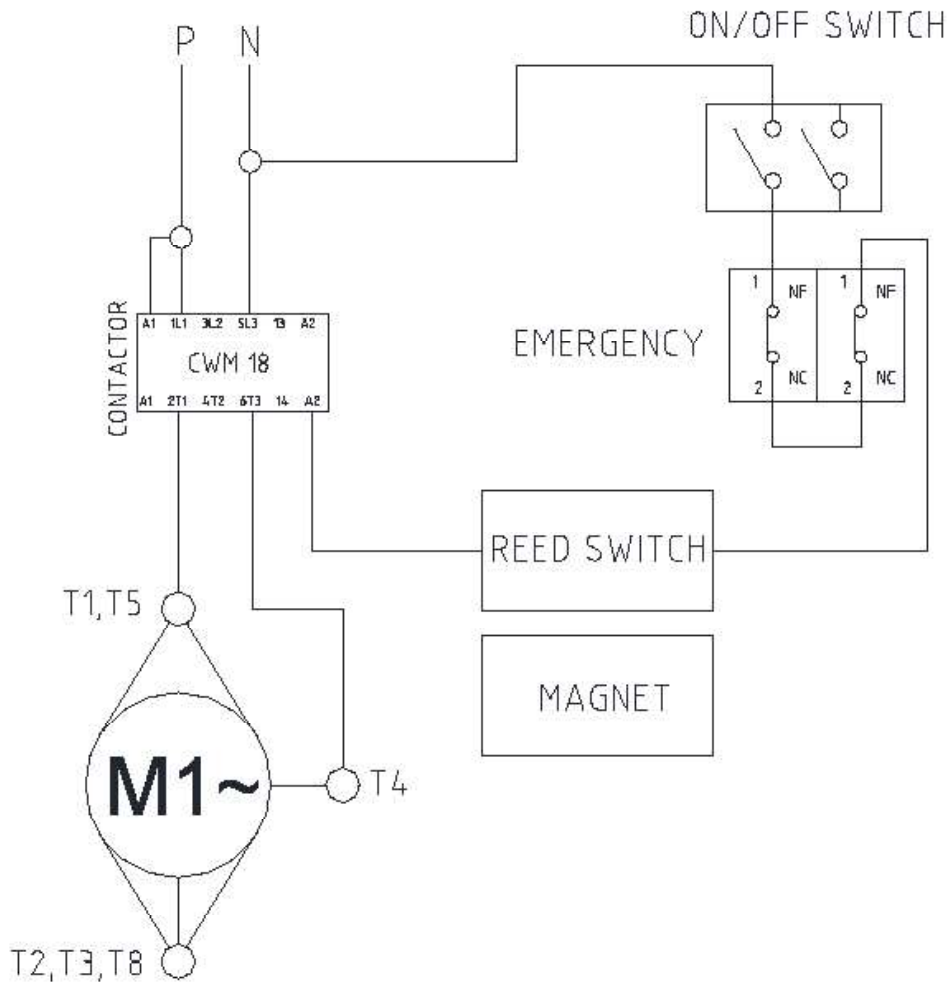 ON/OFF SWITCH
P
N
CONTACTOR
A1 1L1 3L2 5L3 13 A2
CWM 18
A1 2T1 4T2 6T3 14 A2
EMERGENCY
1 NF 1 NF
2 NC 2 NC
REED SWITCH
MAGNET
T1,T5
M1~
T4
T2,T3,T8